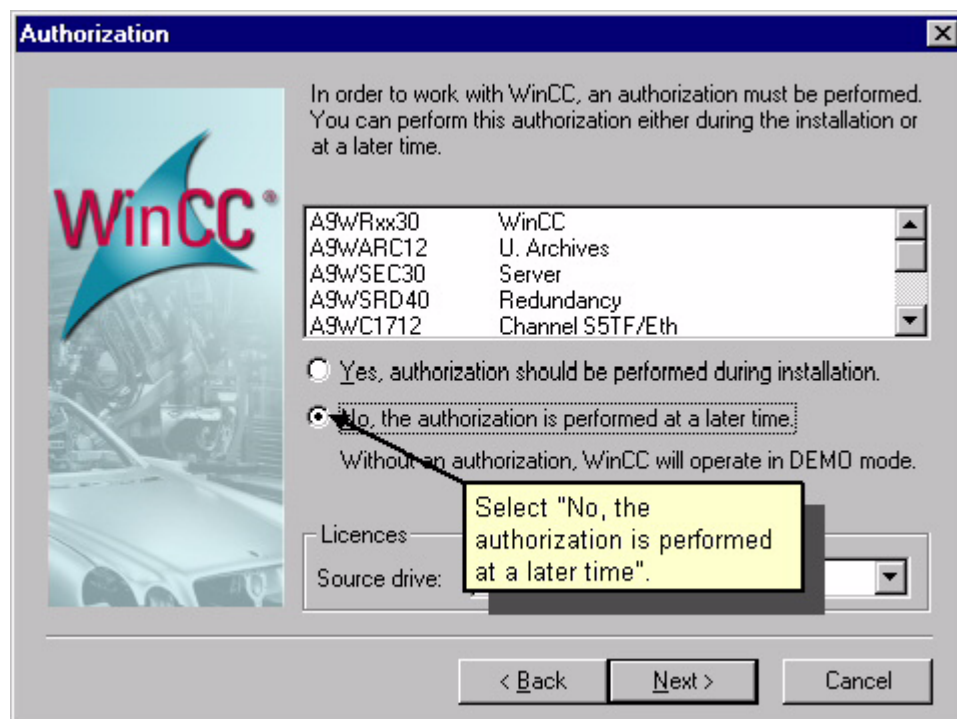 Authorization
WinCC®
In order to work with WinCC, an authorization must be performed.
You can perform this authorization either during the installation or
at a later time.
A9WRxx30 WinCC
A9WARC12 U. Archives
A9WSEC30 Server
A9WSRD40 Redundancy
A9WC1712 Channel S5TF/Eth
Yes, authorization should be performed during installation.
No, the authorization is performed at a later time.
Without an authorization, WinCC will operate in DEMO mode.
Select "No, the
authorization is performed
at a later time".
Licences
Source drive:
< Back
Next >
Cancel